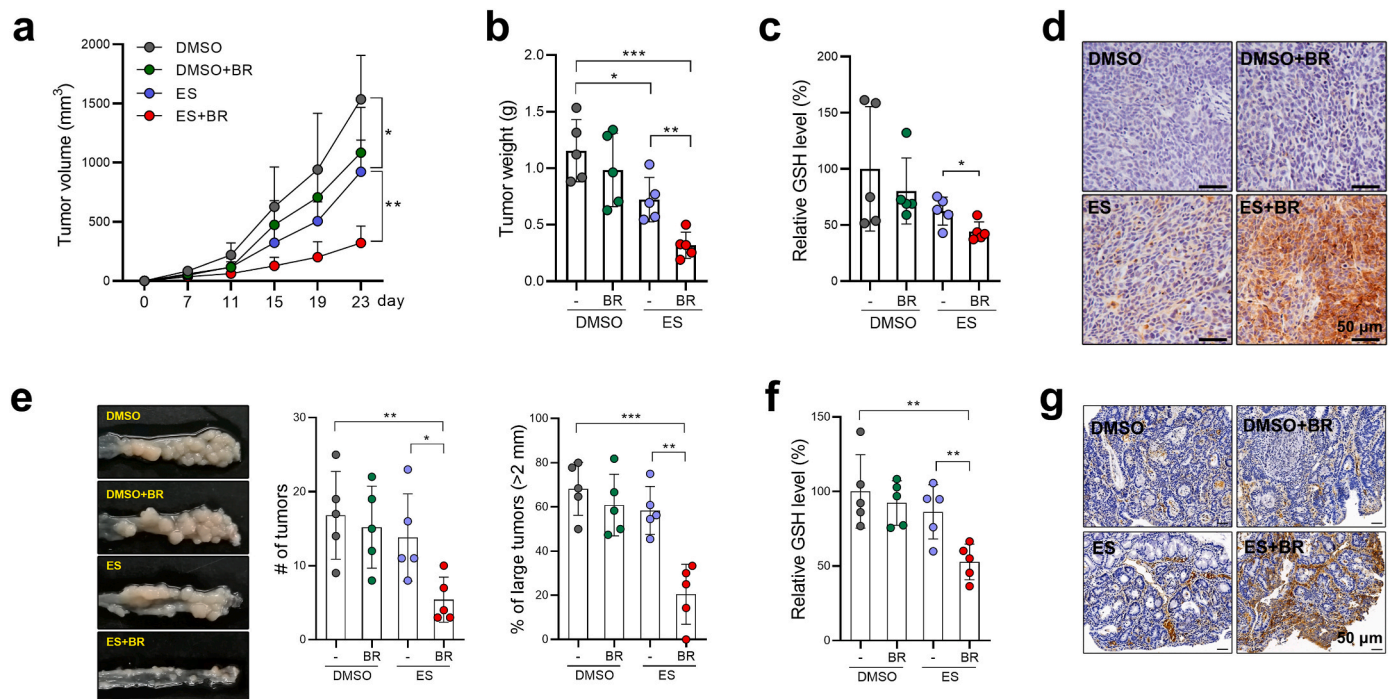 a
Tumor volume (mm3)
2000
1500
1000
500
0
DMSO
DMSO+BR
ES
ES+BR
*
**
0 7 11 15 19 23 day
b
Tumor weight (g)
2.0
1.5
1.0
0.5
0.0
***
*
**
- BR - BR
DMSO ES
c
Relative GSH level (%)
200
150
100
50
0
*
- BR - BR
DMSO ES
d
DMSO DMSO+BR
ES ES+BR
50 µm
e
DMSO
DMSO+BR
ES
ES+BR
# of tumors
30
20
10
0
**
*
- BR - BR
DMSO ES
% of large tumors (>2 mm)
100
80
60
40
20
0
***
**
- BR - BR
DMSO ES
f
Relative GSH level (%)
150
100
50
0
**
**
- BR - BR
DMSO ES
g
DMSO DMSO+BR
ES ES+BR
50 µm